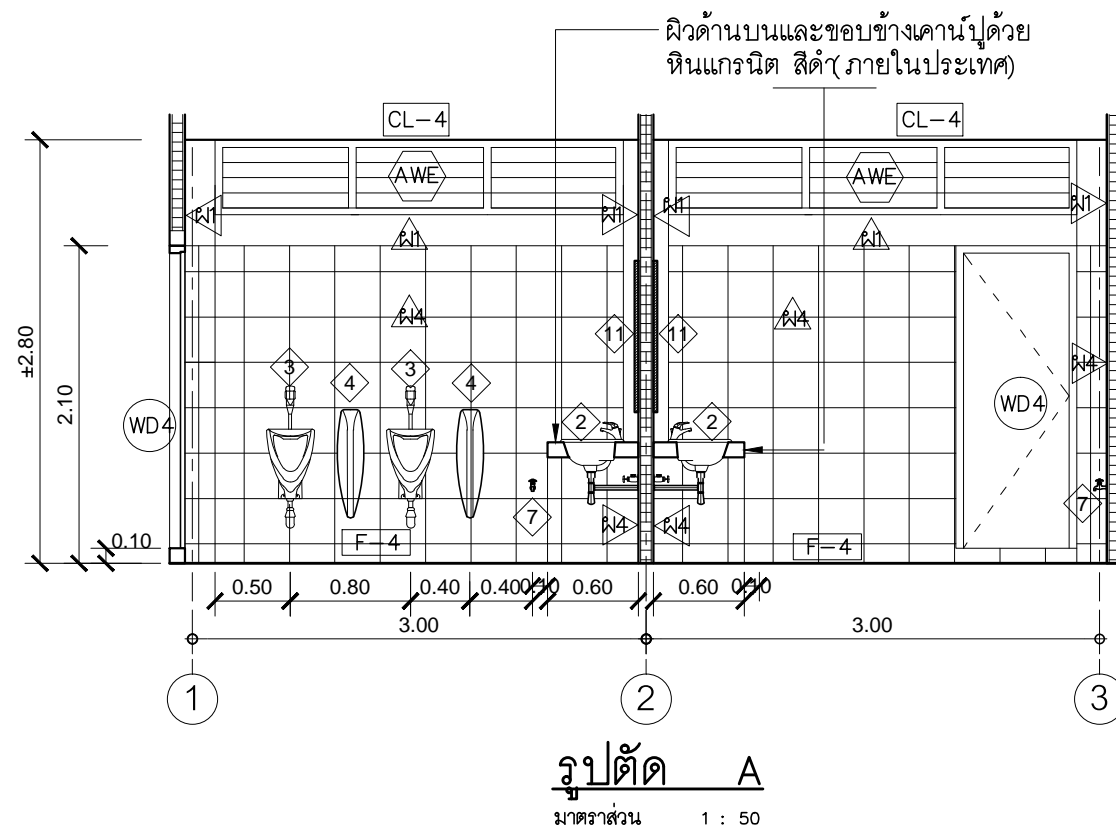 ผิวด้านบนและขอบข้างเคาน์ปูด้วย
หินแกรนิต สีดำ(ภายในประเทศ)
CL-4 CL-4
AWE AWE
ผ1 ผ1 ผ1 ผ1
ผ1 ผ1
ผ4 ผ4
±2.80
2.10
11 11
3 3
4 4
ผ4
WD4 WD4
2 2
7 7
ผ4 ผ4
F-4 F-4
0.10
0.50 0.80 0.40 0.40 0.10 0.60 0.60 0.10
3.00 3.00
1 2 3
รูปตัด A
มาตราส่วน 1 : 50